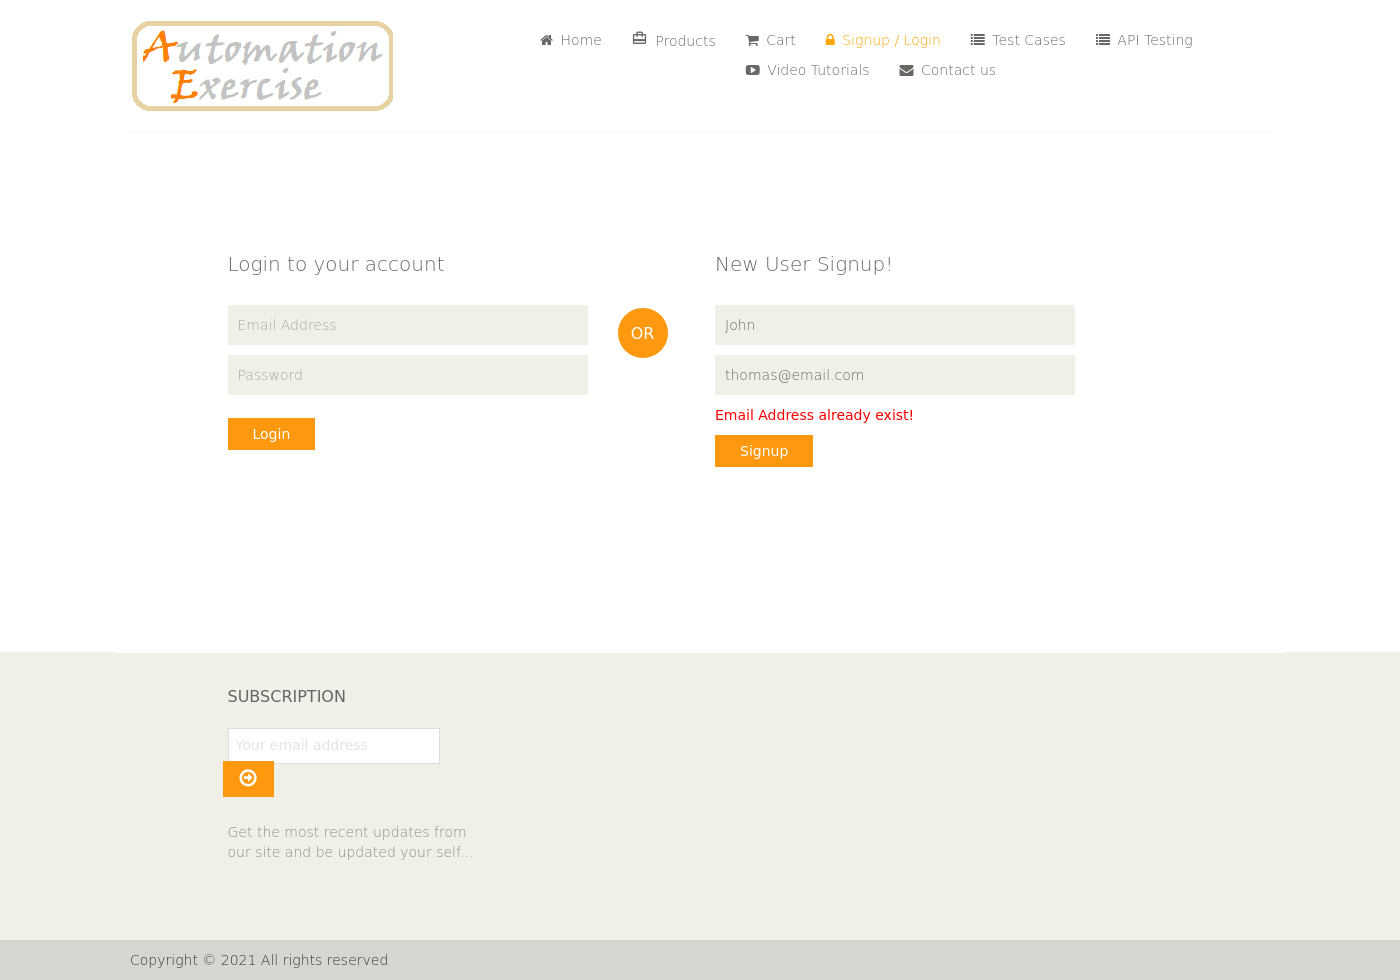 Automation
Exercise
Home
Products
Cart
Signup / Login
Test Cases
API Testing
Video Tutorials
Contact us
Login to your account
Email Address
Password
Login
OR
New User Signup!
John
thomas@email.com
Email Address already exist!
Signup
SUBSCRIPTION
Your email address
Get the most recent updates from
our site and be updated your self...
Copyright © 2021 All rights reserved